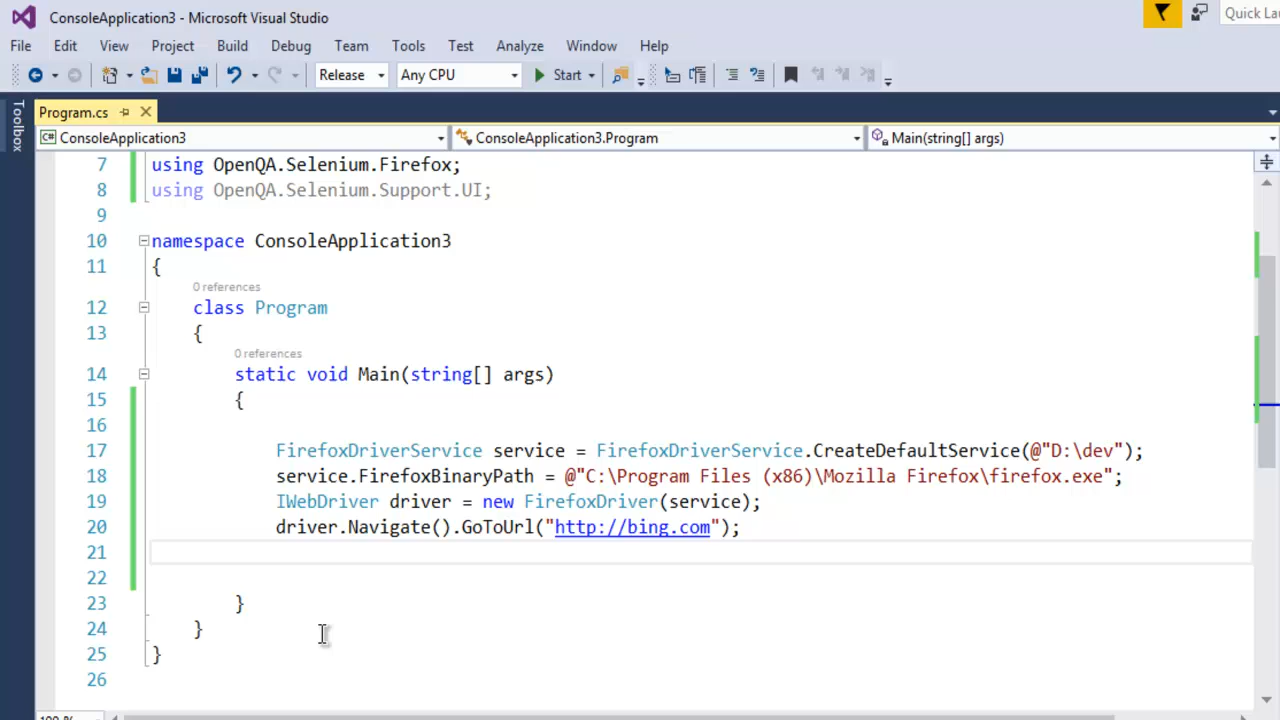 ConsoleApplication3 - Microsoft Visual Studio
Quick Lau
File Edit View Project Build Debug Team Tools Test Analyze Window Help
Release Any CPU Start
Toolbox
Program.cs
ConsoleApplication3 ConsoleApplication3.Program Main(string[] args)
7 using OpenQA.Selenium.Firefox;
8 using OpenQA.Selenium.Support.UI;
9
10 namespace ConsoleApplication3
11 {
0 references
12 class Program
13 {
0 references
14 static void Main(string[] args)
15 {
16
17 FirefoxDriverService service = FirefoxDriverService.CreateDefaultService(@"D:\dev");
18 service.FirefoxBinaryPath = @"C:\Program Files (x86)\Mozilla Firefox\firefox.exe";
19 IWebDriver driver = new FirefoxDriver(service);
20 driver.Navigate().GoToUrl("http://bing.com");
21
22
23 }
24 }
25 }
26
100 %